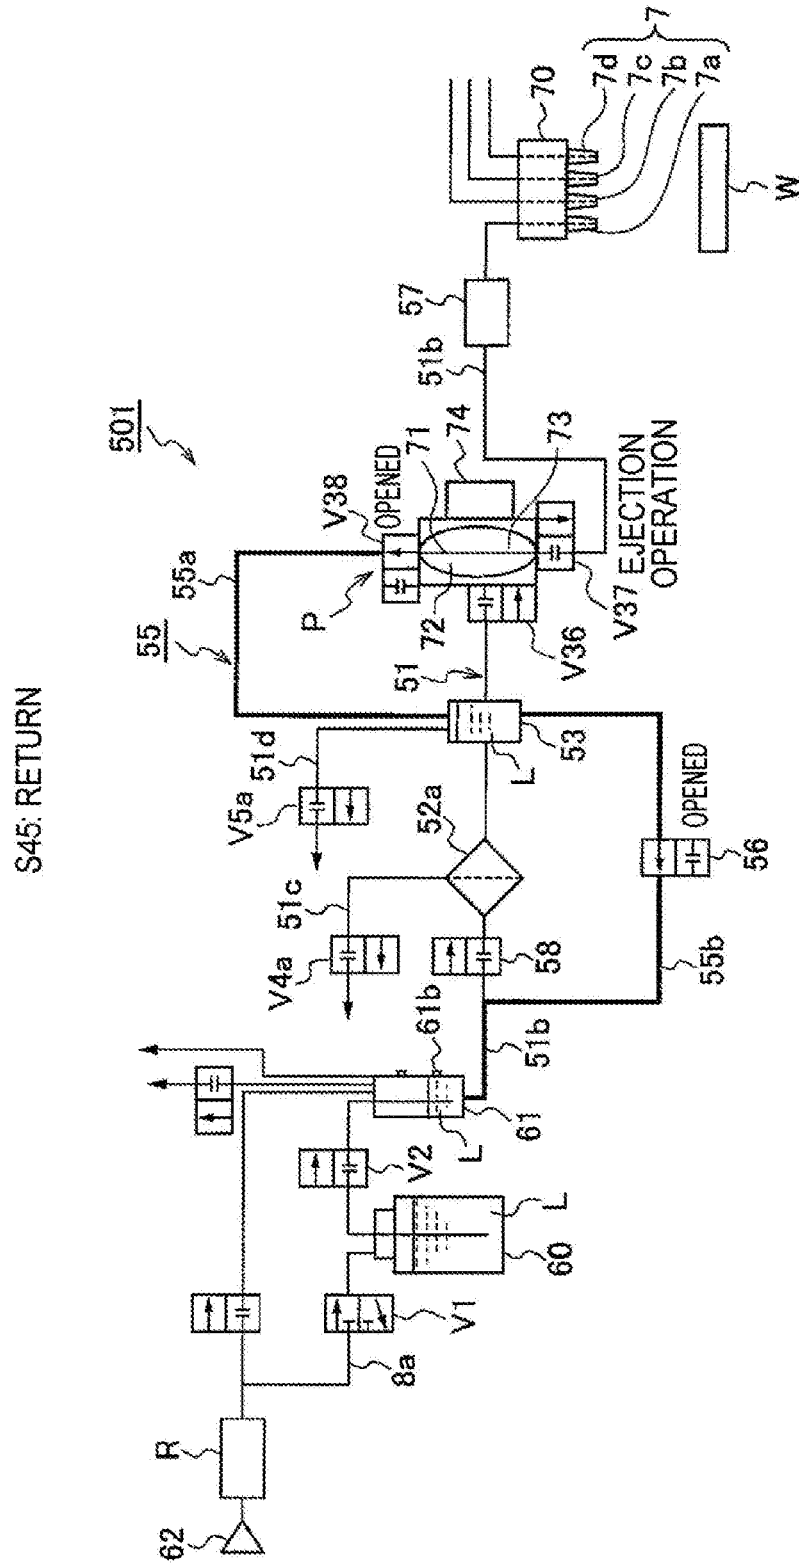 S45: RETURN
501
55
55a
P
V38
OPENED
71
74
72
73
51
V36
V37
EJECTION
OPERATION
51b
57
70
7
7d
7c
7b
7a
W
51d
V5a
L
53
52a
51c
V4a
58
OPENED
56
55b
61b
51b
61
L
V2
L
60
V1
8a
R
62